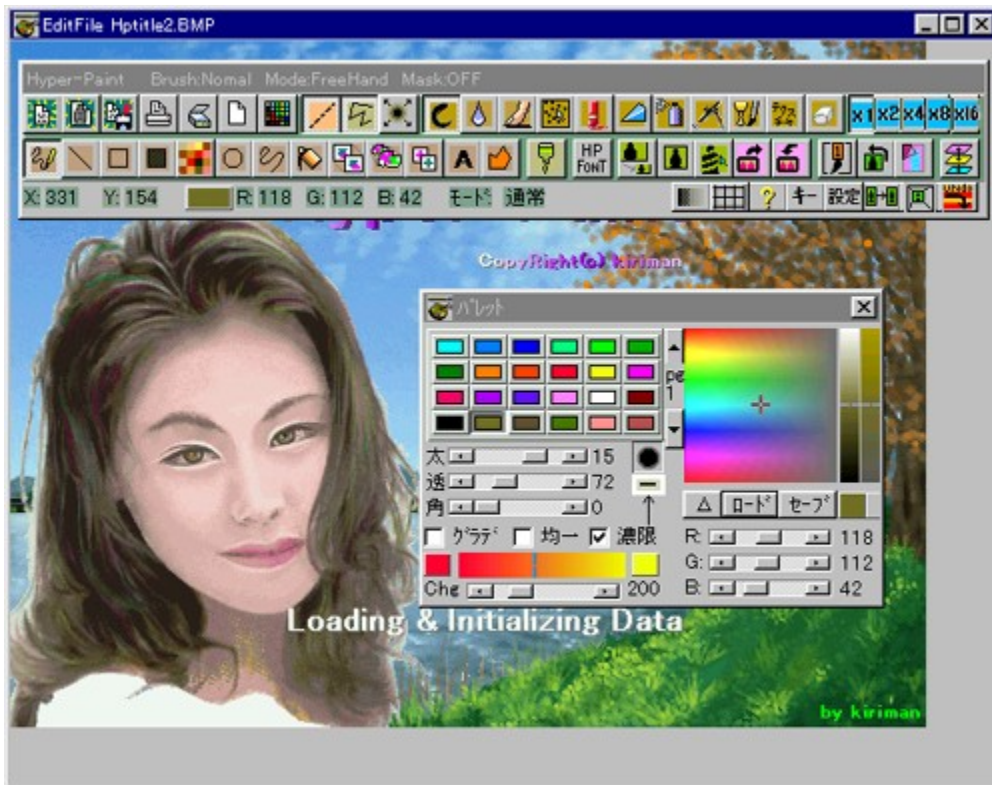 EditFile Hptitle2.BMP
Hyper-Paint Brush:Nomal Mode:FreeHand Mask:OFF
x1 x2 x4 x8 x16
A HP FONT
X: 331 Y: 154 R: 118 G: 112 B: 42 ﾓｰﾄﾞ: 通常 ? キー 設定 UNDO
CopyRight(c) kiriman
ﾊﾟﾚｯﾄ
1
太 15
透 72
角 0
△ ﾛｰﾄﾞ ｾｰﾌﾞ
ｸﾞﾗﾃﾞ 均一 濃限
R: 118
G: 112
Chg 200
B: 42
Loading & Initializing Data
by kiriman